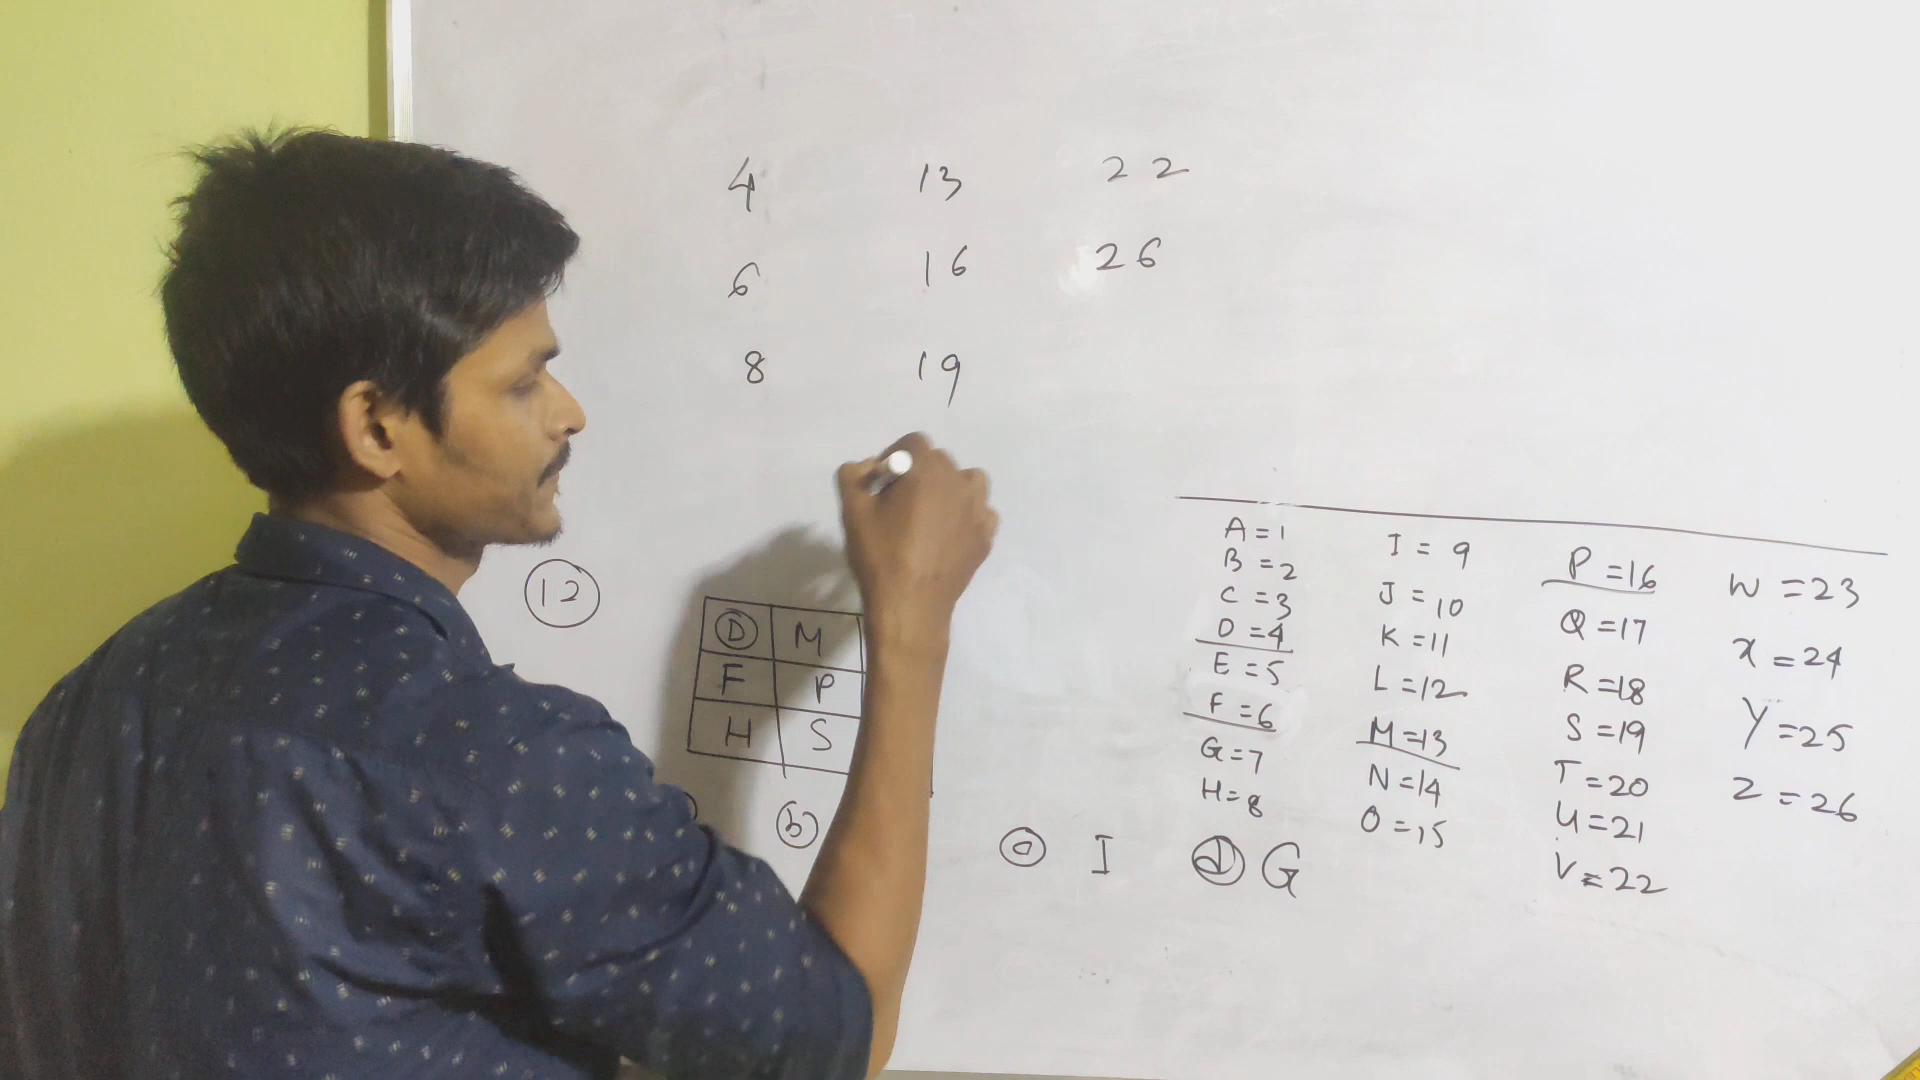 4 13 22
6 16 26
8 19
12
D M
F P
H S
b
a I d G
A = 1
B = 2
C = 3
D = 4
E = 5
F = 6
G = 7
H = 8
I = 9
J = 10
K = 11
L = 12
M = 13
N = 14
O = 15
P = 16
Q = 17
R = 18
S = 19
T = 20
U = 21
V = 22
W = 23
X = 24
Y = 25
Z = 26